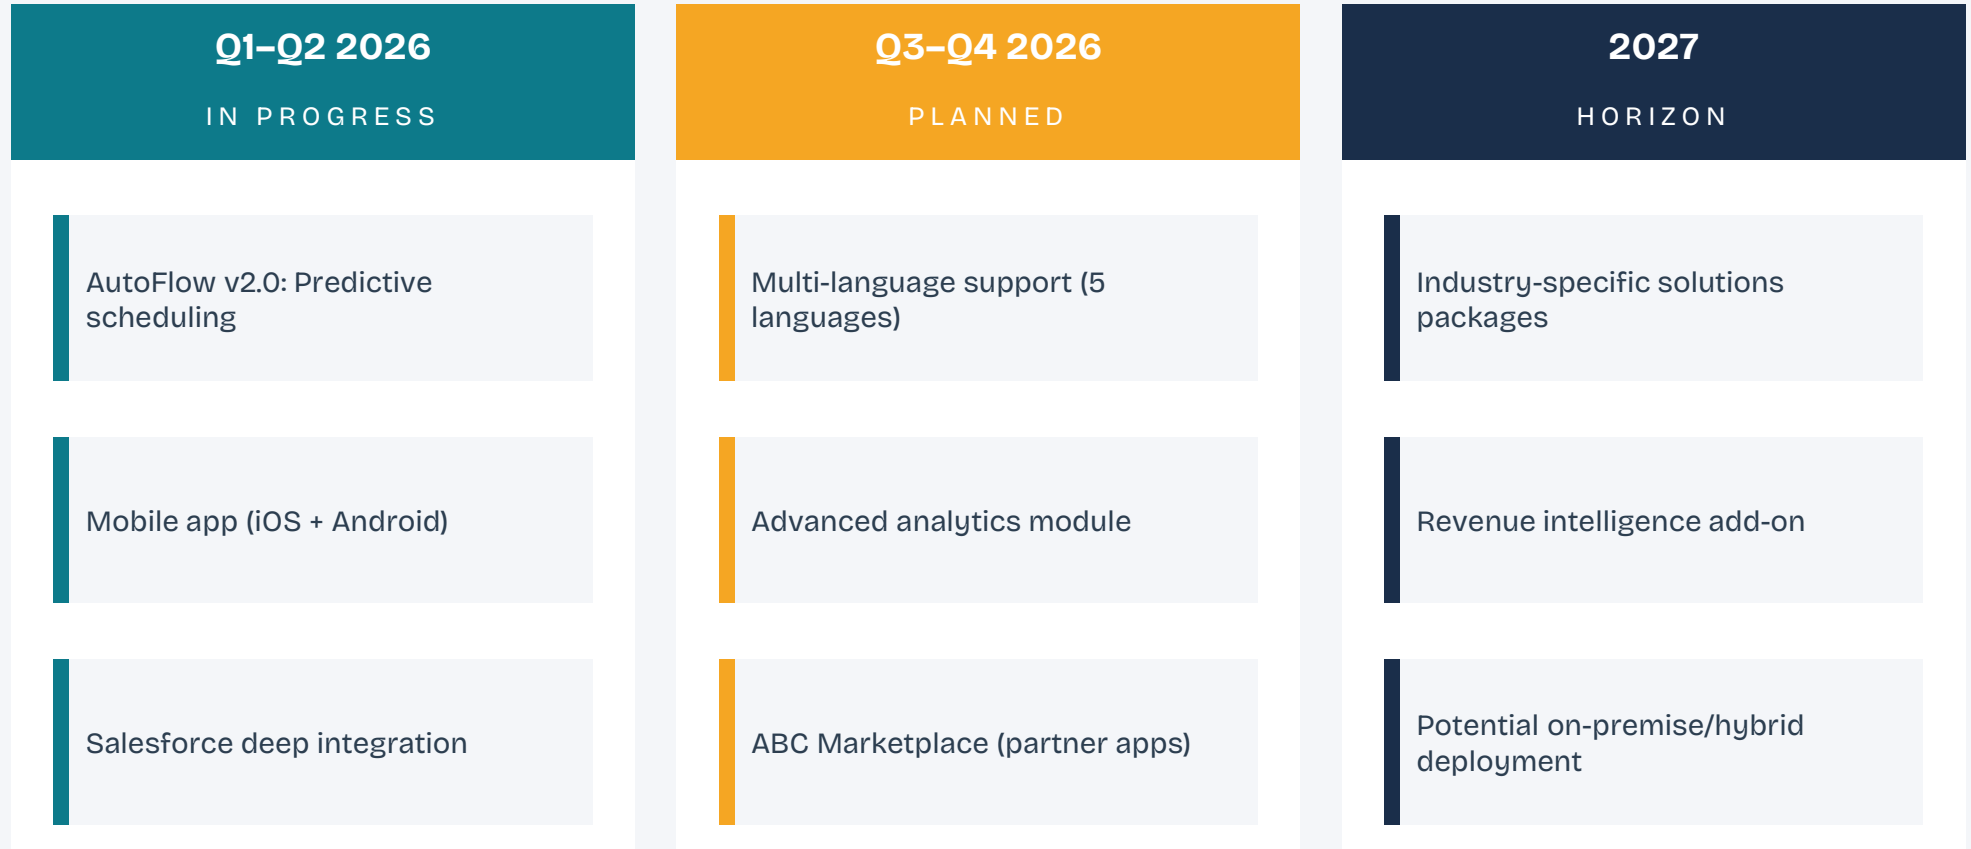 Q1–Q2 2026
IN PROGRESS
AutoFlow v2.0: Predictive
scheduling
Mobile app (iOS + Android)
Salesforce deep integration
Q3–Q4 2026
PLANNED
Multi-language support (5
languages)
Advanced analytics module
ABC Marketplace (partner apps)
2027
HORIZON
Industry-specific solutions
packages
Revenue intelligence add-on
Potential on-premise/hybrid
deployment